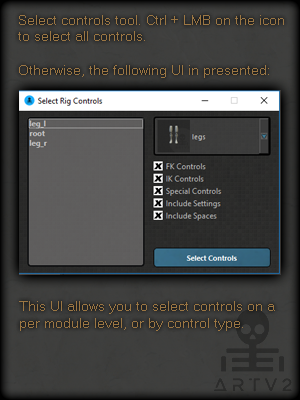 Select controls tool. Ctrl + LMB on the icon
to select all controls.
Otherwise, the following UI in presented:
Select Rig Controls
leg_l
root
leg_r
legs
FK Controls
IK Controls
Special Controls
Include Settings
Include Spaces
Select Controls
This UI allows you to select controls on a
per module level, or by control type.
ARTV2